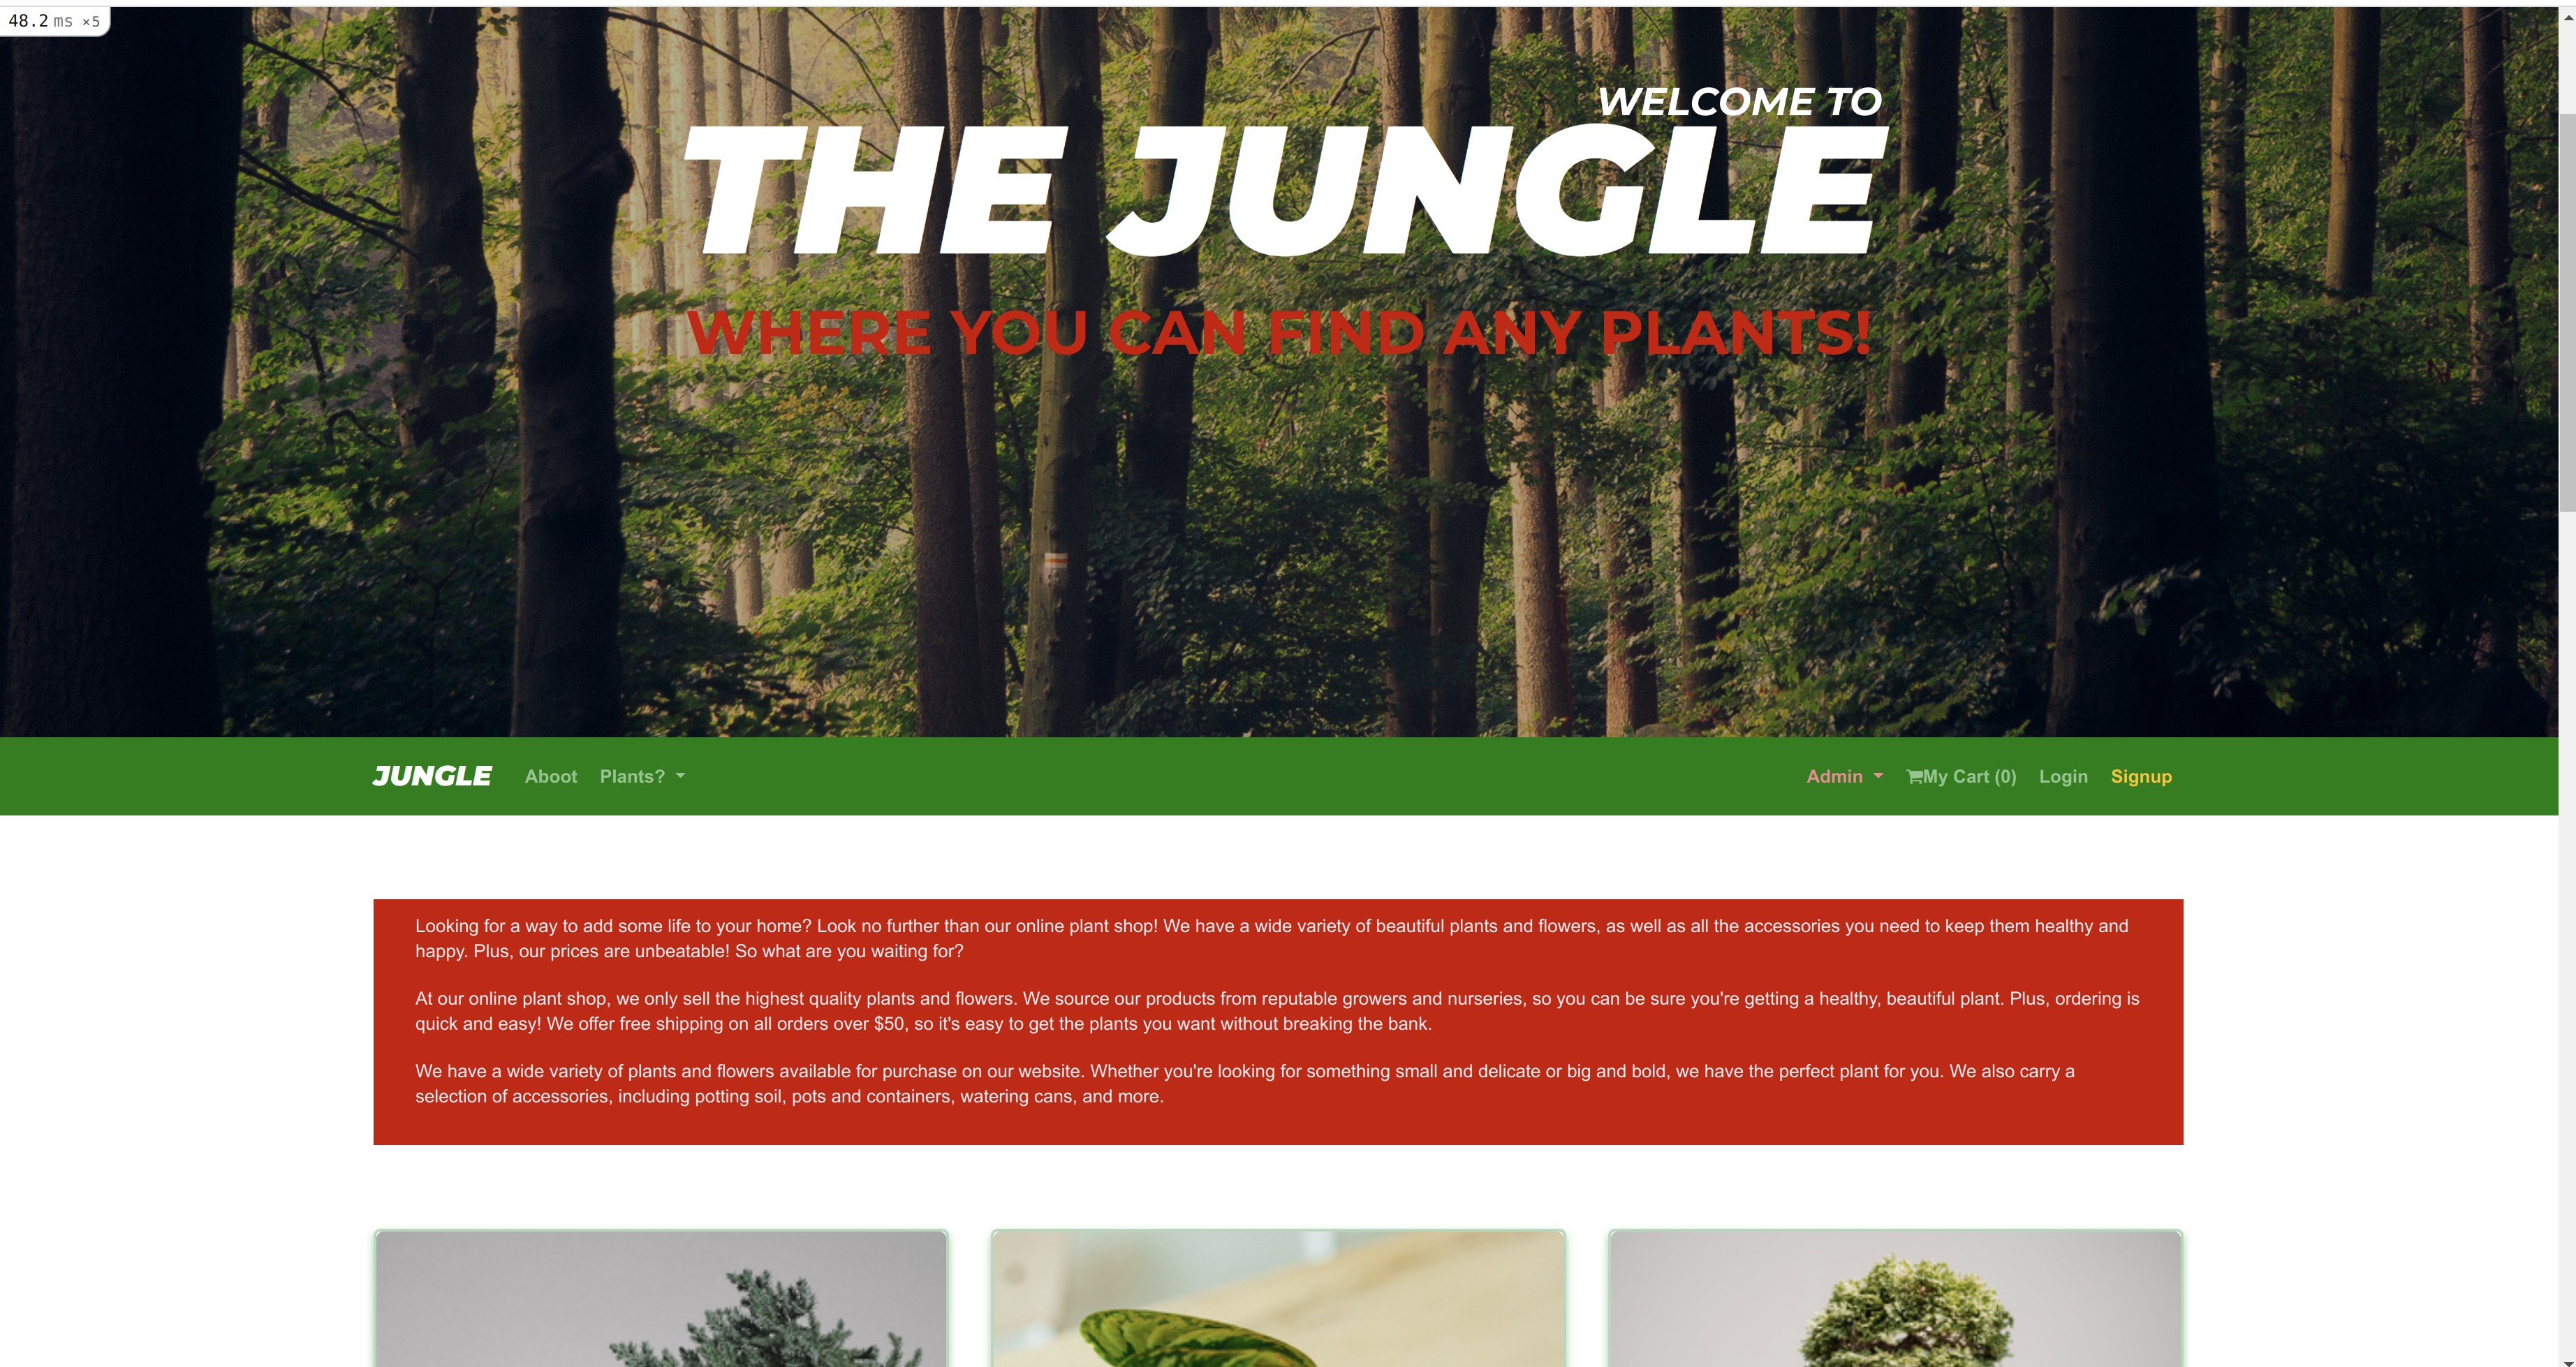 48.2 ms ×5
WELCOME TO
THE JUNGLE
WHERE YOU CAN FIND ANY PLANTS!
JUNGLE Aboot Plants? Admin My Cart (0) Login Signup
Looking for a way to add some life to your home? Look no further than our online plant shop! We have a wide variety of beautiful plants and flowers, as well as all the accessories you need to keep them healthy and
happy. Plus, our prices are unbeatable! So what are you waiting for?
At our online plant shop, we only sell the highest quality plants and flowers. We source our products from reputable growers and nurseries, so you can be sure you're getting a healthy, beautiful plant. Plus, ordering is
quick and easy! We offer free shipping on all orders over $50, so it's easy to get the plants you want without breaking the bank.
We have a wide variety of plants and flowers available for purchase on our website. Whether you're looking for something small and delicate or big and bold, we have the perfect plant for you. We also carry a
selection of accessories, including potting soil, pots and containers, watering cans, and more.